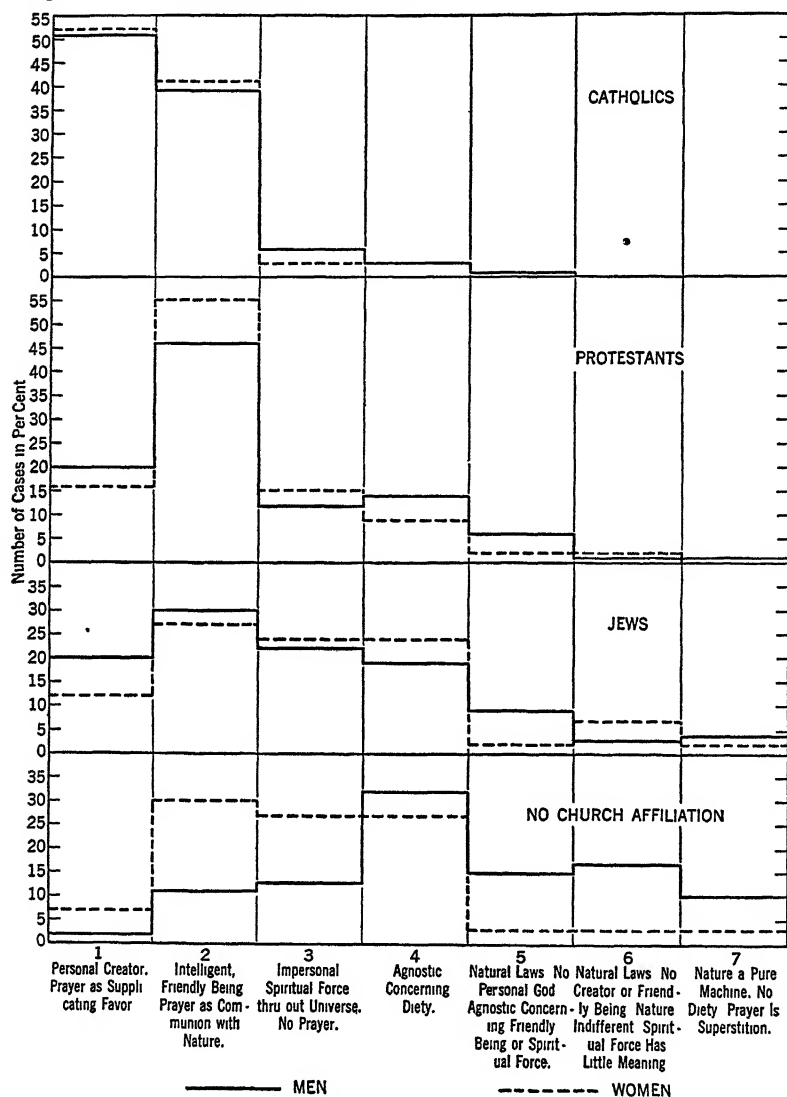 55
50
45
40
35
30
25
20
15
10
5
0
CATHOLICS
55
50
45
40
35
30
25
20
15
10
5
0
PROTESTANTS
Number of Cases in Per Cent
35
30
25
20
15
10
5
0
JEWS
35
30
25
20
15
10
5
0
NO CHURCH AFFILIATION
1
Personal Creator.
Prayer as Suppli
cating Favor
2
Intelligent,
Friendly Being
Prayer as Com-
munion with
Nature.
3
Impersonal
Spiritual Force
thru out Universe.
No Prayer.
4
Agnostic
Concerning
Diety.
5
Natural Laws No
Personal God
Agnostic Concern-
ing Friendly
Being or Spirit-
ual Force.
6
Natural Laws No
Creator or Friend-
ly Being Nature
Indifferent Spirit-
ual Force Has
Little Meaning
7
Nature a Pure
Machine. No
Diety Prayer Is
Superstition.
MEN
WOMEN